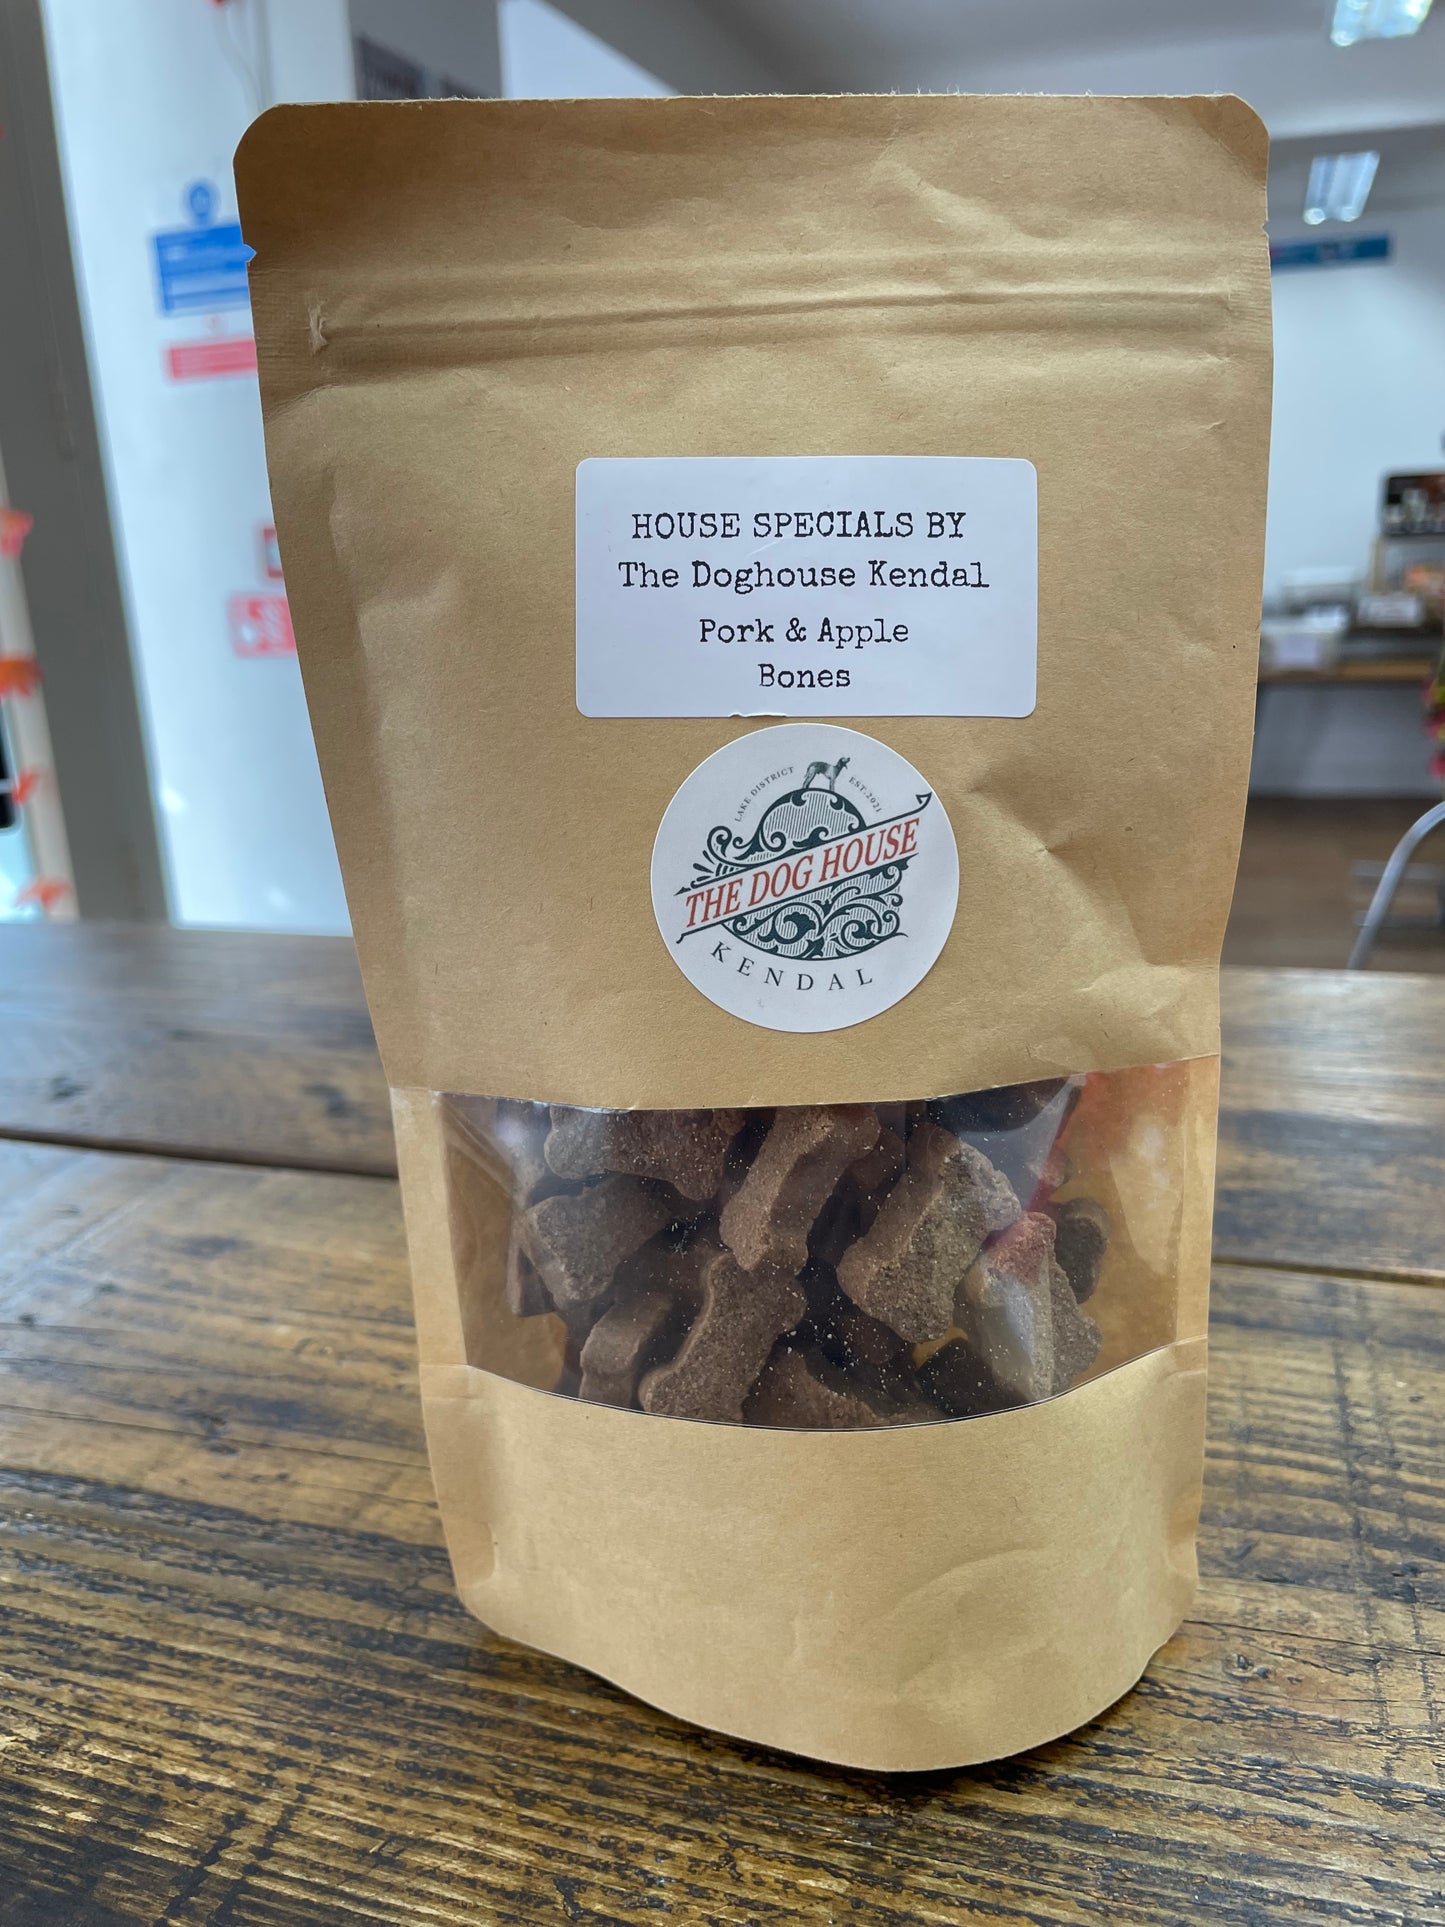 HOUSE SPECIALS BY
The Doghouse Kendal
Pork & Apple
Bones
LAKE DISTRICT
EST.2021
THE DOG HOUSE
KENDAL